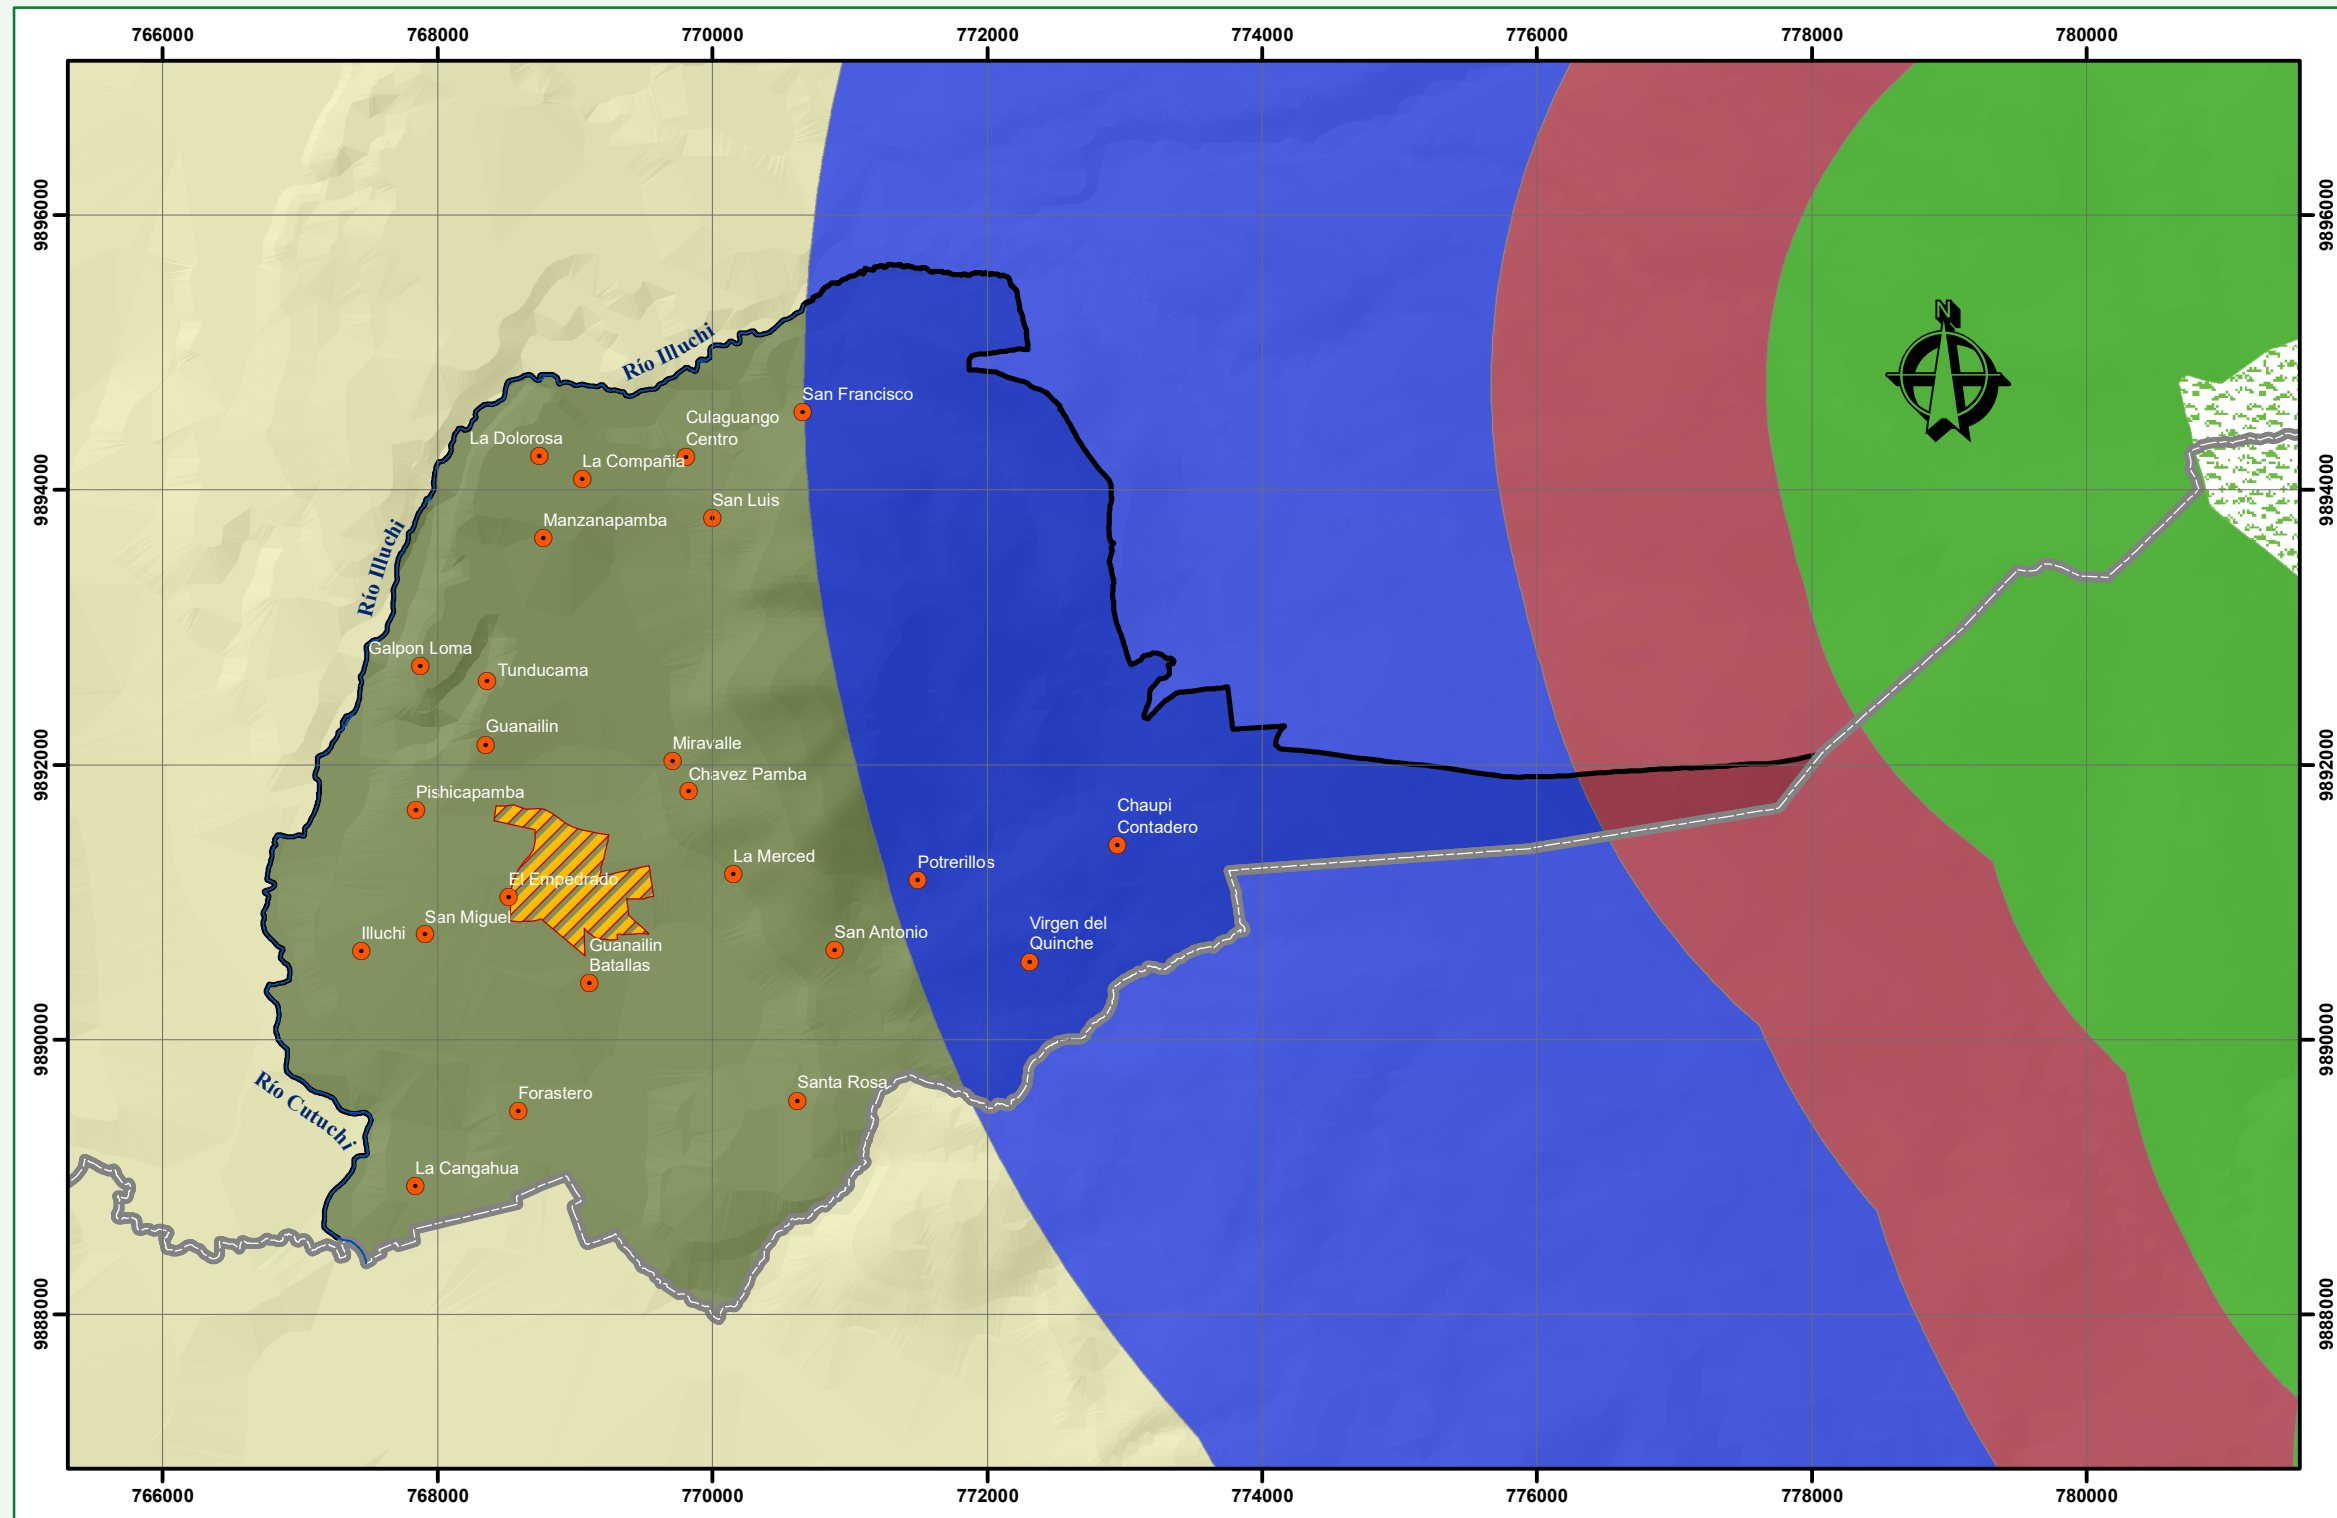 766000 768000 770000 772000 774000 776000 778000 780000
N
9896000 9896000
Río Illuchi
San Francisco
Culaguango
Centro
La Dolorosa
La Compañia
9894000 9894000
San Luis
Manzanapamba
Río Illuchi
Galpon Loma
Tunducama
Guanailin
Miravalle
9892000 9892000
Chavez Pamba
Pishicapamba
Chaupi
Contadero
La Merced
Potrerillos
El Empedrado
San Miguel
Virgen del
Quinche
Illuchi
San Antonio
Guanailin
Batallas
9890000 9890000
Río Cutuchi
Santa Rosa
Forastero
La Cangahua
9888000 9888000
766000 768000 770000 772000 774000 776000 778000 780000